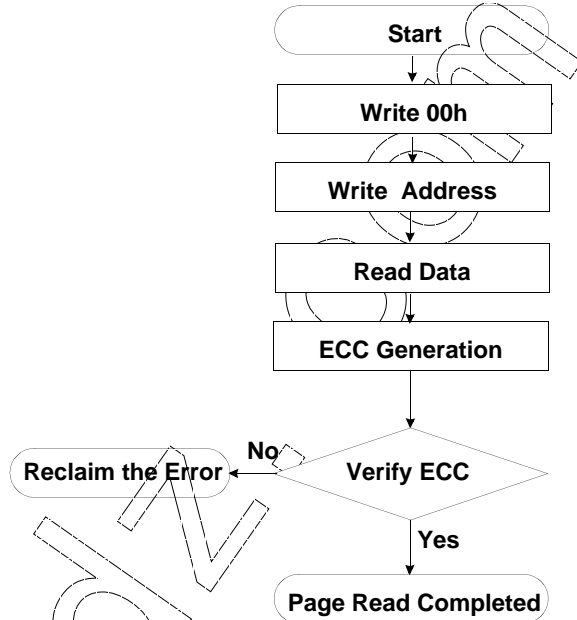 Start
Write 00h
Write Address
Read Data
ECC Generation
No
Reclaim the Error
Verify ECC
Yes
Page Read Completed